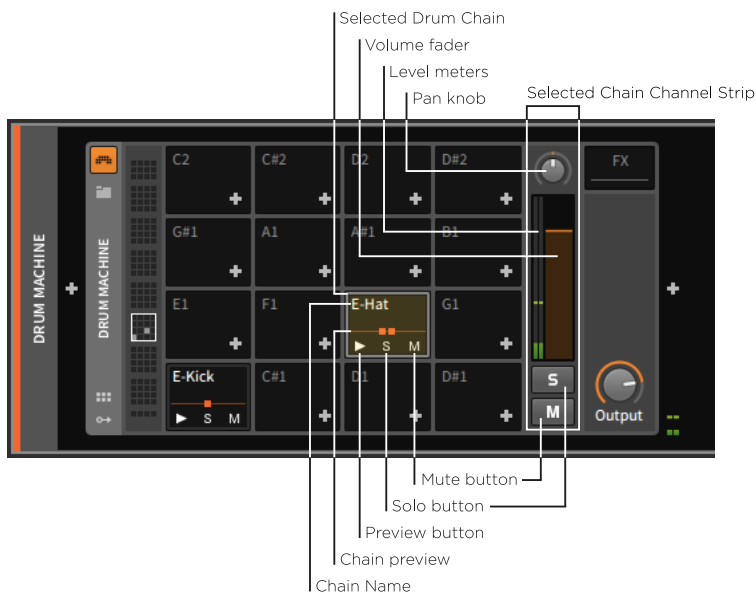 Selected Drum Chain
Volume fader
Level meters
Pan knob
Selected Chain Channel Strip
DRUM MACHINE
DRUM MACHINE
C2
C#2
D2
D#2
FX
G#1
A1
A#1
B1
E1
F1
E-Hat
G1
S M
E-Kick
C#1
D1
D#1
S M
S
M
Output
Mute button
Solo button
Preview button
Chain preview
Chain Name